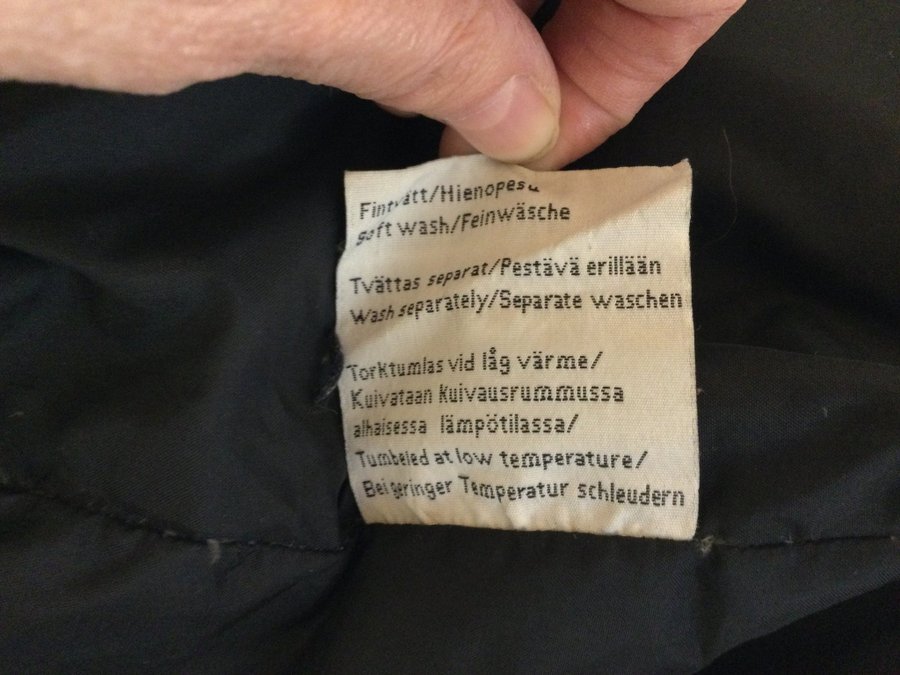 Fintvätt/Hienopesu
Soft wash/Feinwäsche
Tvättas separat/Pestävä erillään
Wash separately/Separate waschen
Torktumlas vid låg värme/
Kuivataan kuivausrummussa
alhaisessa lämpötilassa/
Tumbeled at low temperature/
Bei geringer Temperatur schleudern